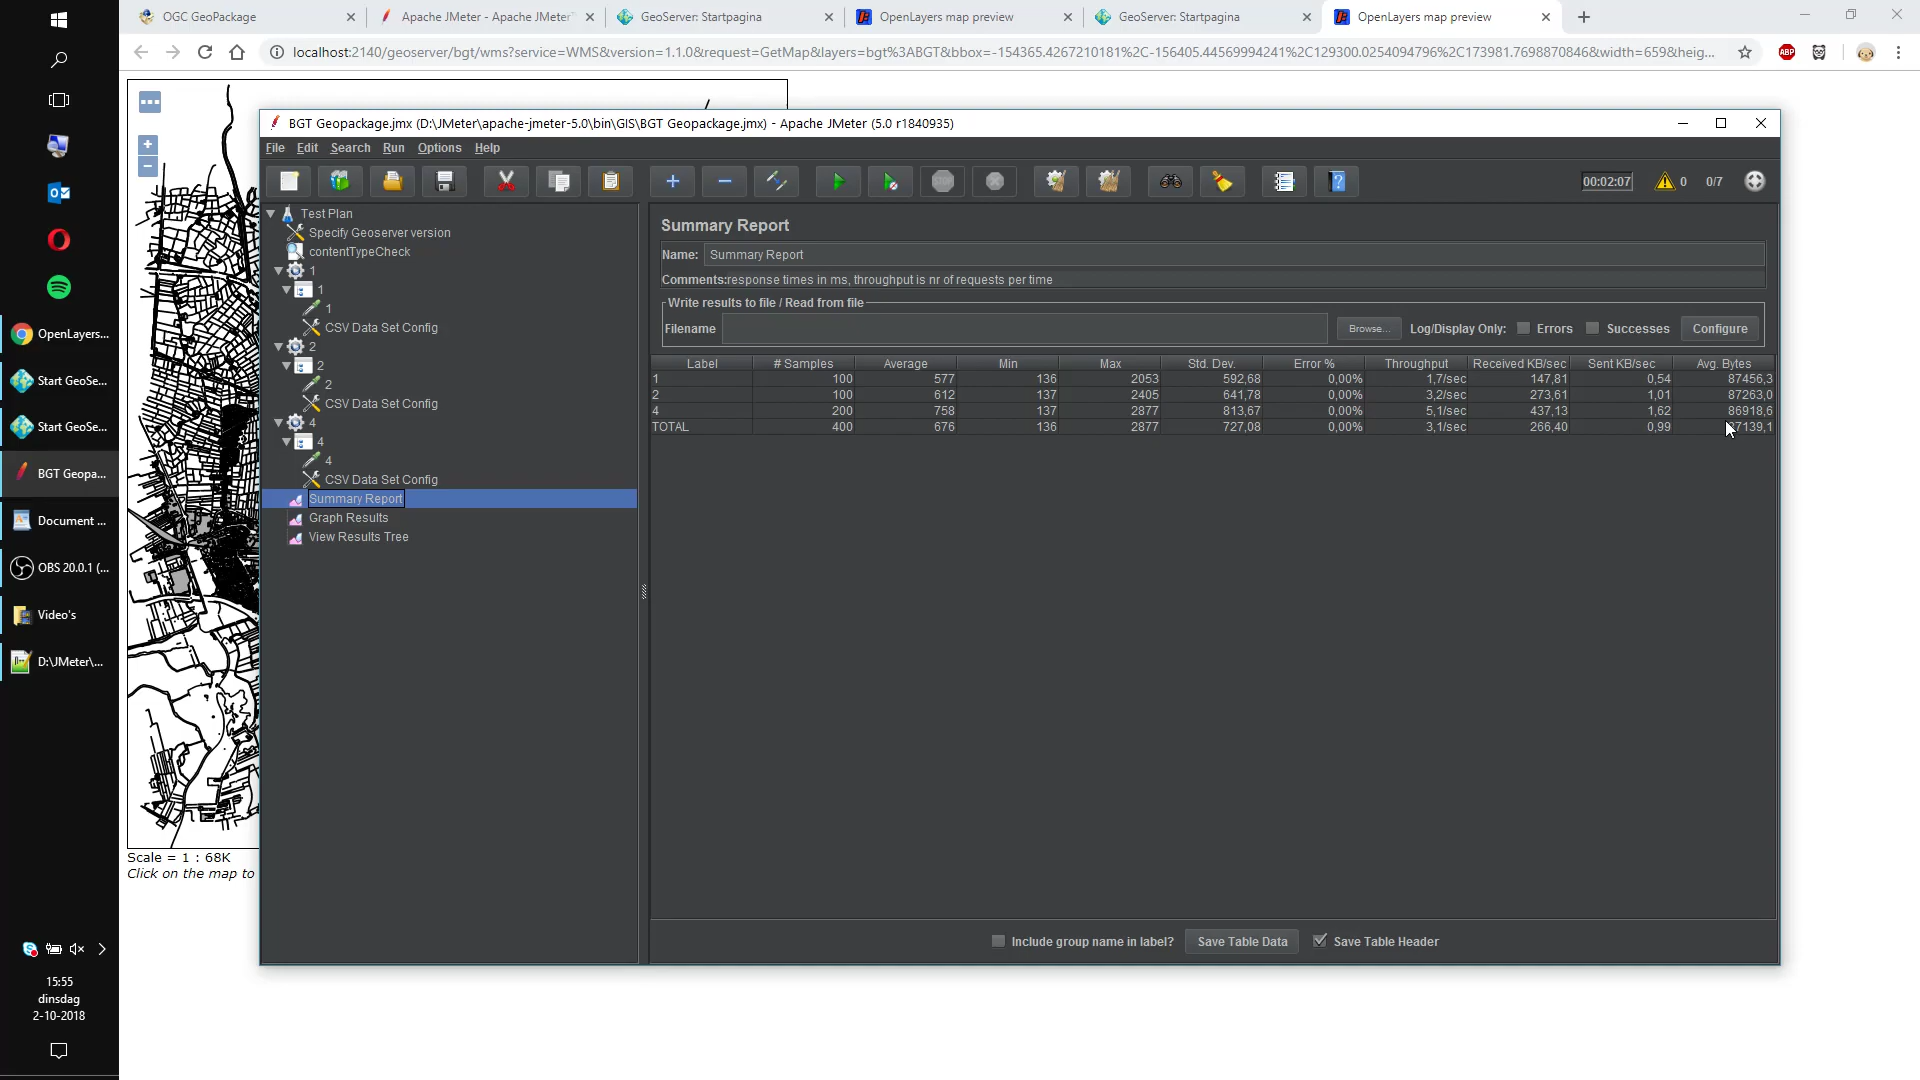 OGC GeoPackage
Apache JMeter - Apache JMeter
GeoServer: Startpagina
OpenLayers map preview
GeoServer: Startpagina
OpenLayers map preview
localhost:2140/geoserver/bgt/wms?service=WMS&version=1.1.0&request=GetMap&layers=bgt%3ABGT&bbox=-154365.4267210181%2C-156405.44569994241%2C129300.0254094796%2C173981.7698870846&width=659&heig...
ABP
BGT Geopackage.jmx (D:\JMeter\apache-jmeter-5.0\bin\GIS\BGT Geopackage.jmx) - Apache JMeter (5.0 r1840935)
File Edit Search Run Options Help
STOP
00:02:07 0 0/7
Test Plan
Specify Geoserver version
contentTypeCheck
1
1
1
CSV Data Set Config
2
2
2
CSV Data Set Config
4
4
4
CSV Data Set Config
Summary Report
Graph Results
View Results Tree
Summary Report
Name: Summary Report
Comments: response times in ms, throughput is nr of requests per time
Write results to file / Read from file
Filename Browse... Log/Display Only: Errors Successes Configure
Label # Samples Average Min Max Std. Dev. Error % Throughput Received KB/sec Sent KB/sec Avg. Bytes
1 100 577 136 2053 592,68 0,00% 1,7/sec 147,81 0,54 87456,3
2 100 612 137 2405 641,78 0,00% 3,2/sec 273,61 1,01 87263,0
4 200 758 137 2877 813,67 0,00% 5,1/sec 437,13 1,62 86918,6
TOTAL 400 676 136 2877 727,08 0,00% 3,1/sec 266,40 0,99
Include group name in label? Save Table Data Save Table Header
Scale = 1 : 68K
Click on the map to
OpenLayers...
Start GeoSe...
Start GeoSe...
BGT Geopa...
Document ...
OBS 20.0.1 (...
Video's
D:\JMeter\...
15:55
dinsdag
2-10-2018